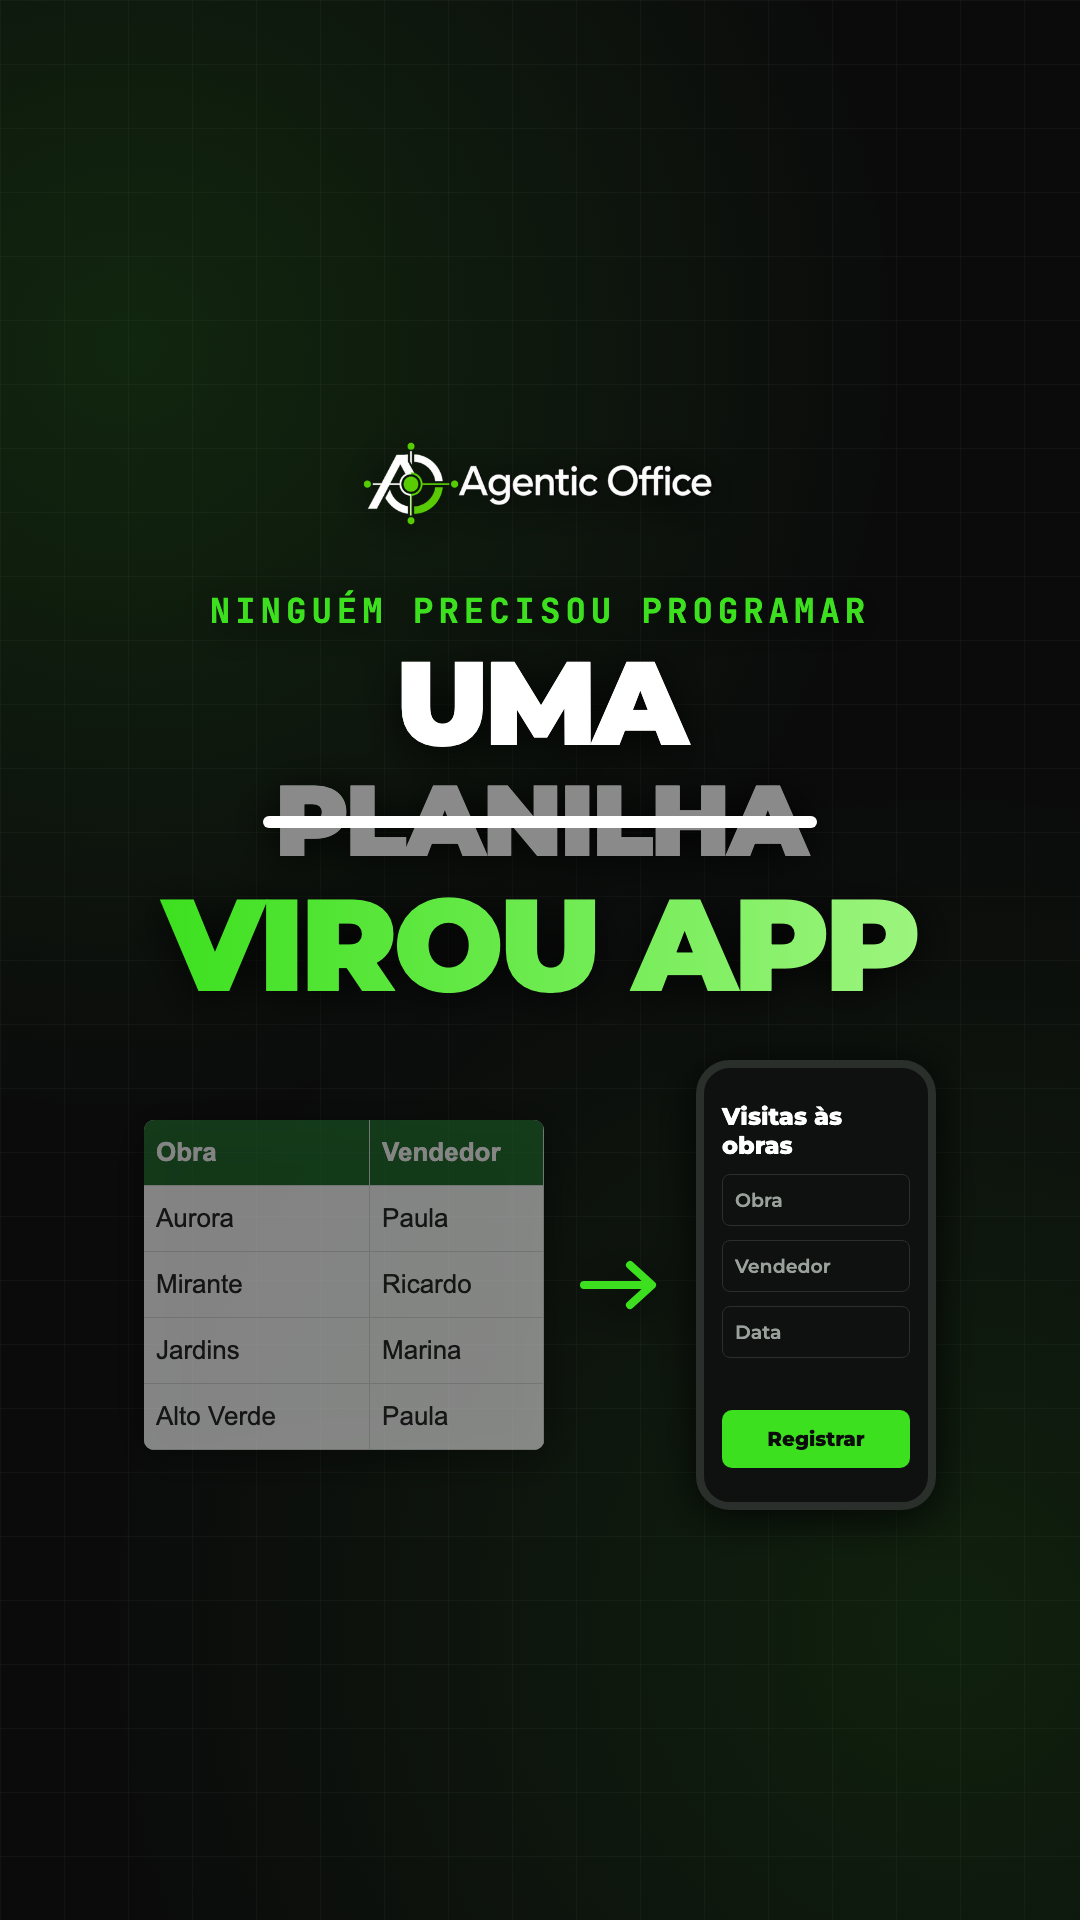 Agentic Office
NINGUÉM PRECISOU PROGRAMAR
UMA
PLANILHA
VIROU APP
Obra Vendedor
Aurora Paula
Mirante Ricardo
Jardins Marina
Alto Verde Paula
Visitas às
obras
Obra
Vendedor
Data
Registrar